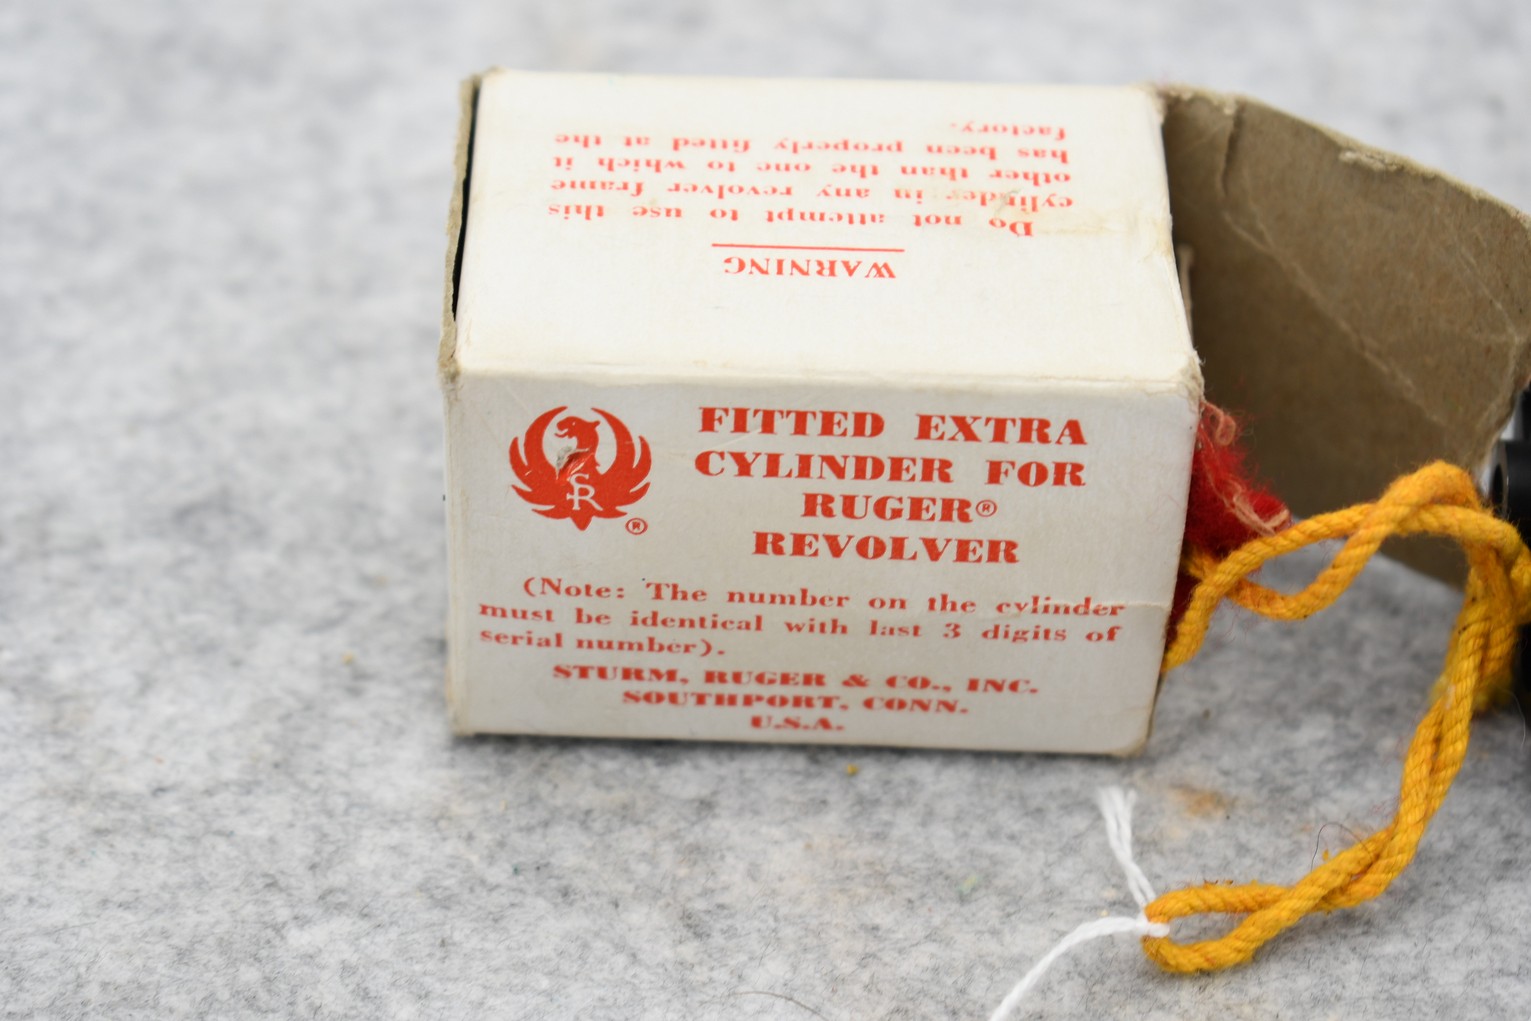 WARNING
Do not attempt to use this
cylinder in any revolver frame
other than the one to which it
has been properly fitted at the
factory.
SR
®
FITTED EXTRA
CYLINDER FOR
RUGER®
REVOLVER
(Note: The number on the cylinder
must be identical with last 3 digits of
serial number).
STURM, RUGER & CO., INC.
SOUTHPORT, CONN.
U.S.A.